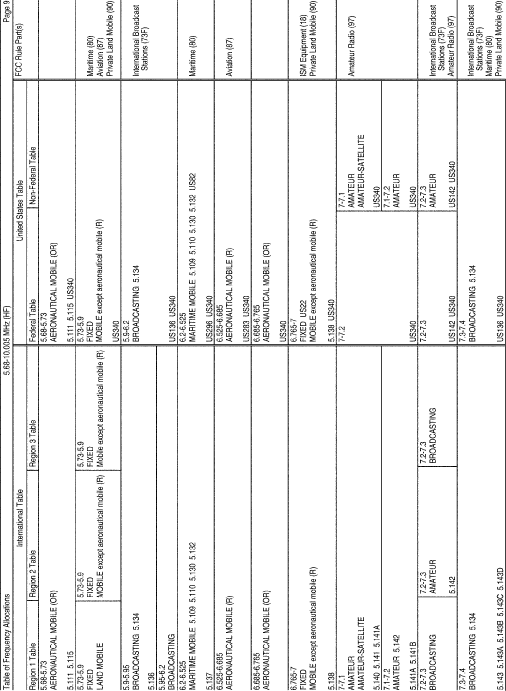 Table of Frequency Allocations 5.68-10.005 MHz (HF) Page 9
International Table United States Table FCC Rule Part(s)
Region 1 Table Region 2 Table Region 3 Table Federal Table Non-Federal Table
5.68-5.73
AERONAUTICAL MOBILE (OR)
5.111 5.115
5.68-5.73
AERONAUTICAL MOBILE (OR)
5.111 5.115 US340
5.73-5.9
FIXED
LAND MOBILE
5.73-5.9
FIXED
MOBILE except aeronautical mobile (R)
5.73-5.9
FIXED
Mobile except aeronautical mobile (R)
5.73-5.9
FIXED
MOBILE except aeronautical mobile (R)
US340
Maritime (80)
Aviation (87)
Private Land Mobile (90)
5.9-5.95
BROADCASTING 5.134
5.136
5.95-6.2
BROADCASTING
5.9-6.2
BROADCASTING 5.134
US136 US340
International Broadcast
Stations (73F)
6.2-6.525
MARITIME MOBILE 5.109 5.110 5.130 5.132
5.137
6.2-6.525
MARITIME MOBILE 5.109 5.110 5.130 5.132 US82
US296 US340
Maritime (80)
6.525-6.685
AERONAUTICAL MOBILE (R)
6.525-6.685
AERONAUTICAL MOBILE (R)
US283 US340
Aviation (87)
6.685-6.765
AERONAUTICAL MOBILE (OR)
6.685-6.765
AERONAUTICAL MOBILE (OR)
US340
6.765-7
FIXED
MOBILE except aeronautical mobile (R)
5.138
6.765-7
FIXED US22
MOBILE except aeronautical mobile (R)
5.138 US340
ISM Equipment (18)
Private Land Mobile (90)
7-7.1
AMATEUR
AMATEUR-SATELLITE
5.140 5.141 5.141A
7-7.2
7-7.1
AMATEUR
AMATEUR-SATELLITE
US340
Amateur Radio (97)
7.1-7.2
AMATEUR 5.142
5.141A 5.141B
US340
7.1-7.2
AMATEUR
US340
7.2-7.3
BROADCASTING
7.2-7.3
AMATEUR
5.142
7.2-7.3
BROADCASTING
7.2-7.3
US142 US340
7.2-7.3
AMATEUR
US142 US340
International Broadcast
Stations (73F)
Amateur Radio (97)
7.3-7.4
BROADCASTING 5.134
5.143 5.143A 5.143B 5.143C 5.143D
7.3-7.4
BROADCASTING 5.134
US136 US340
International Broadcast
Stations (73F)
Maritime (80)
Private Land Mobile (90)